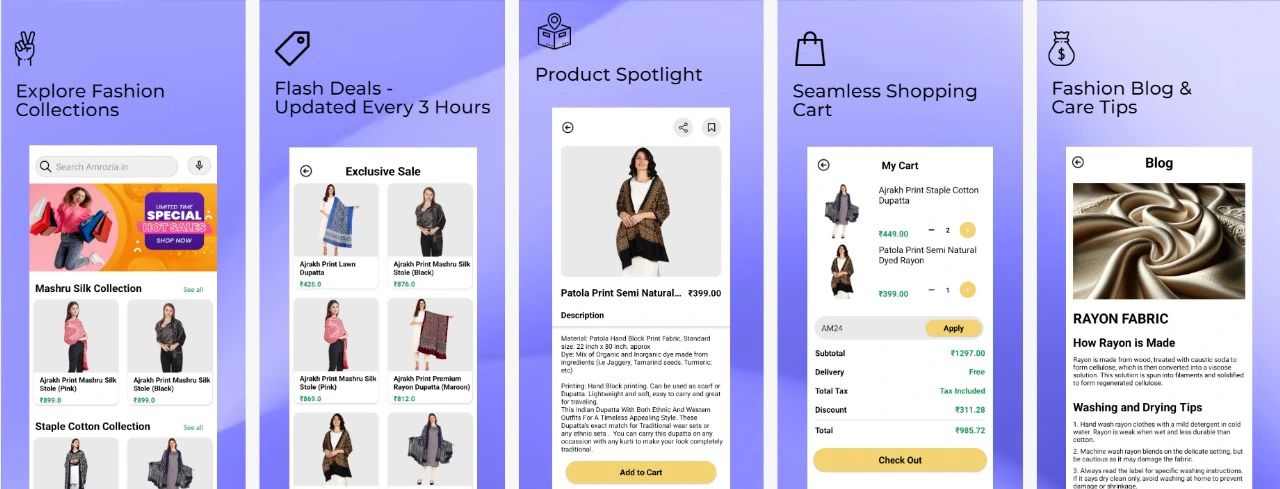 Explore Fashion
Collections
Search Amrozia.in
LIMITED TIME
SPECIAL
HOT SALES
SHOP NOW
Mashru Silk Collection
See all
Ajrakh Print Mashru Silk
Stole (Pink)
₹899.0
Ajrakh Print Mashru Silk
Stole (Black)
₹899.0
Staple Cotton Collection
See all
Flash Deals -
Updated Every 3 Hours
Exclusive Sale
Ajrakh Print Lawn
Dupatta
₹426.0
Ajrakh Print Mashru Silk
Stole (Black)
₹876.0
Ajrakh Print Mashru Silk
Stole (Pink)
₹869.0
Ajrakh Print Premium
Rayon Dupatta (Maroon)
₹812.0
Product Spotlight
Patola Print Semi Natural... ₹399.00
Description
Material: Patola Hand Block Print Fabric, Standard
size: 22 inch x 80 inch. approx
Dye: Mix of Organic and Inorganic dye made from
ingredients (i.e Jaggery, Tamarind seeds, Turmeric,
etc)
Printing: Hand Block printing. Can be used as scarf or
Dupatta. Lightweight and soft, easy to carry and great
for traveling.
This Indian Dupatta With Both Ethnic And Western
Outfits For A Timeless Appealing Style. These
Dupatta's exact match for Traditional wear sets or
any ethnic sets . You can carry this dupatta on any
occassion with any kurti to make your look completely
traditional.
Add to Cart
Seamless Shopping
Cart
My Cart
Ajrakh Print Staple Cotton
Dupatta
₹449.00 − 2 +
Patola Print Semi Natural
Dyed Rayon
₹399.00 − 1 +
AM24 Apply
Subtotal ₹1297.00
Delivery Free
Total Tax Tax Included
Discount ₹311.28
Total ₹985.72
Check Out
Fashion Blog &
Care Tips
Blog
RAYON FABRIC
How Rayon is Made
Rayon is made from wood, treated with caustic soda to
form cellulose, which is then converted into a viscose
solution. This solution is spun into filaments and solidified
to form regenerated cellulose.
Washing and Drying Tips
1. Hand wash rayon clothes with a mild detergent in cold
water. Rayon is weak when wet and less durable than
cotton.
2. Machine wash rayon blends on the delicate setting, but
be cautious as it may damage the fabric.
3. Always read the label for specific washing instructions.
If it says dry clean only, avoid washing at home to prevent
damage or shrinkage.